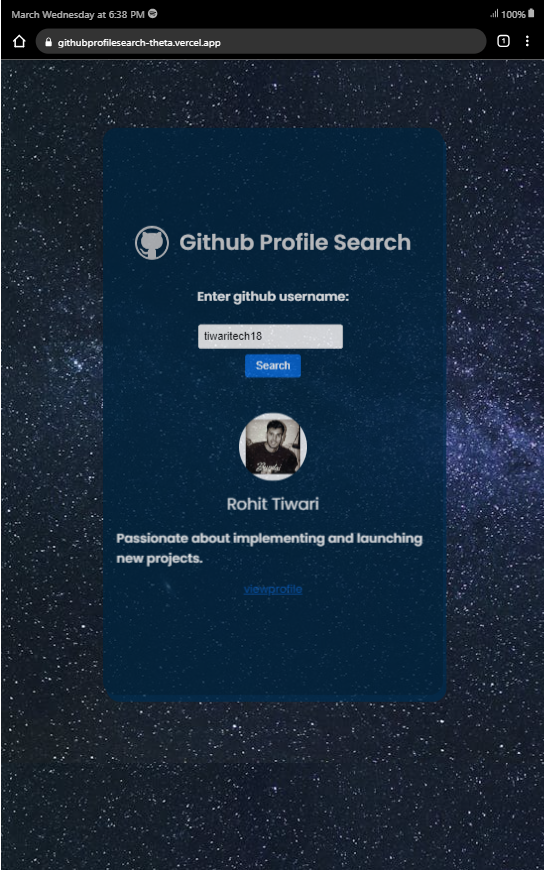 March Wednesday at 6:38 PM
100%
githubprofilesearch-theta.vercel.app
1
Github Profile Search
Enter github username:
tiwaritech18
Search
Rohit Tiwari
Passionate about implementing and launching
new projects.
viewprofile